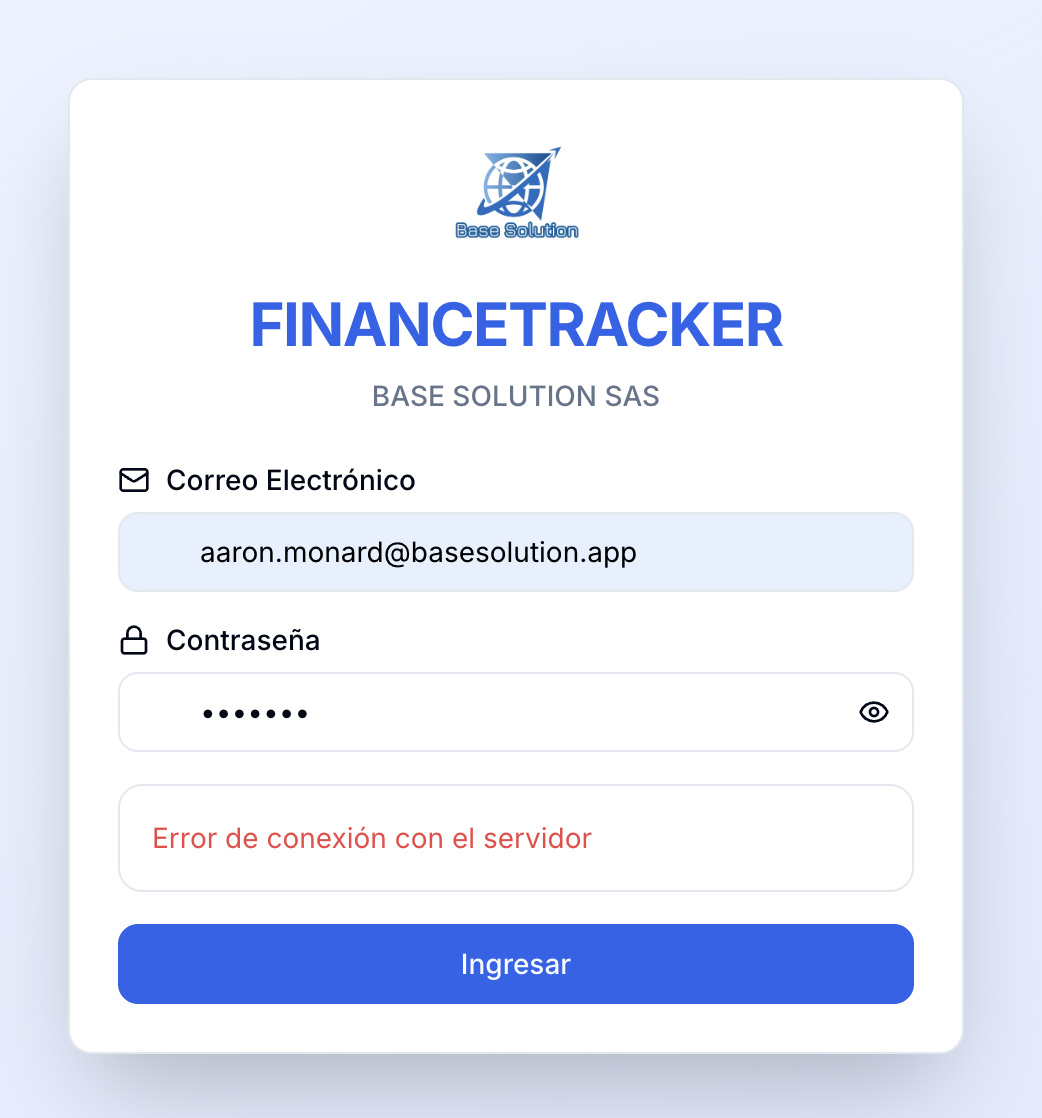 Base Solution
FINANCETRACKER
BASE SOLUTION SAS
Correo Electrónico
aaron.monard@basesolution.app
Contraseña
•••••••
Error de conexión con el servidor
Ingresar